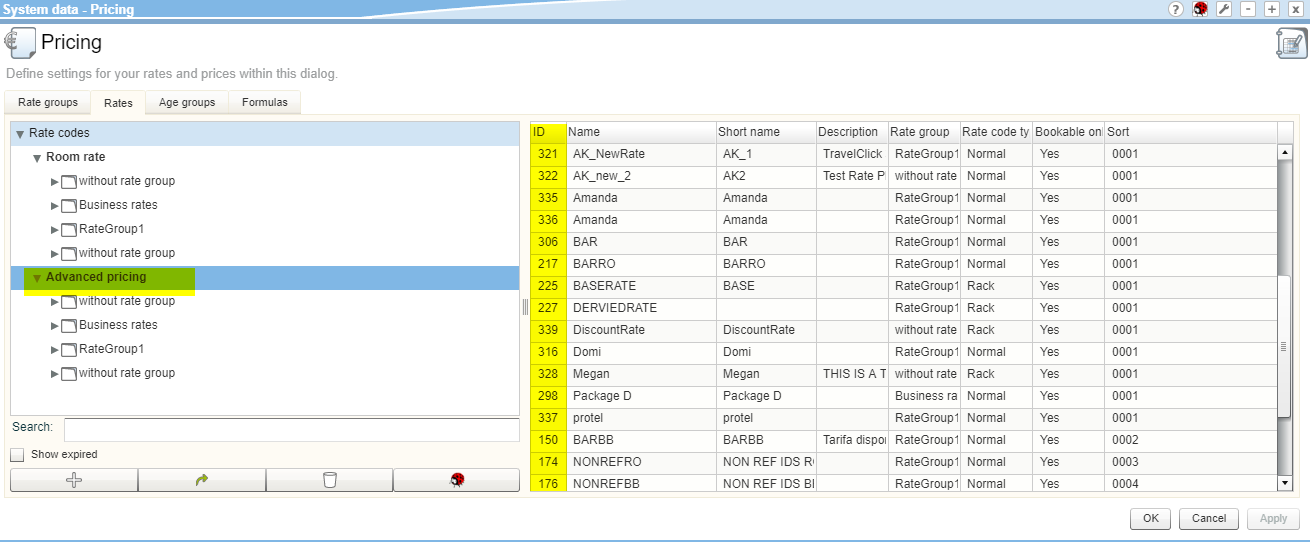 System data - Pricing
Pricing
Define settings for your rates and prices within this dialog.
Rate groups Rates Age groups Formulas
Rate codes
Room rate
without rate group
Business rates
RateGroup1
without rate group
Advanced pricing
without rate group
Business rates
RateGroup1
without rate group
Search:
Show expired
ID Name Short name Description Rate group Rate code ty Bookable on Sort
321 AK_NewRate AK_1 TravelClick RateGroup1 Normal Yes 0001
322 AK_new_2 AK2 Test Rate Pl without rate Normal Yes 0001
335 Amanda Amanda RateGroup1 Normal Yes 0001
336 Amanda Amanda RateGroup1 Normal Yes 0001
306 BAR BAR RateGroup1 Normal Yes 0001
217 BARRO BARRO RateGroup1 Normal Yes 0001
225 BASERATE BASE RateGroup1 Rack Yes 0001
227 DERVIEDRATE RateGroup1 Rack Yes 0001
339 DiscountRate DiscountRate without rate Rack Yes 0001
316 Domi Domi RateGroup1 Normal Yes 0001
328 Megan Megan THIS IS A T without rate Rack Yes 0001
298 Package D Package D Business ra Normal Yes 0001
337 protel protel RateGroup1 Normal Yes 0001
150 BARBB BARBB Tarifa dispor RateGroup1 Normal Yes 0002
174 NONREFRO NON REF IDS RO RateGroup1 Normal Yes 0003
176 NONREFBB NON REF IDS BI RateGroup1 Normal Yes 0004
OK Cancel Apply